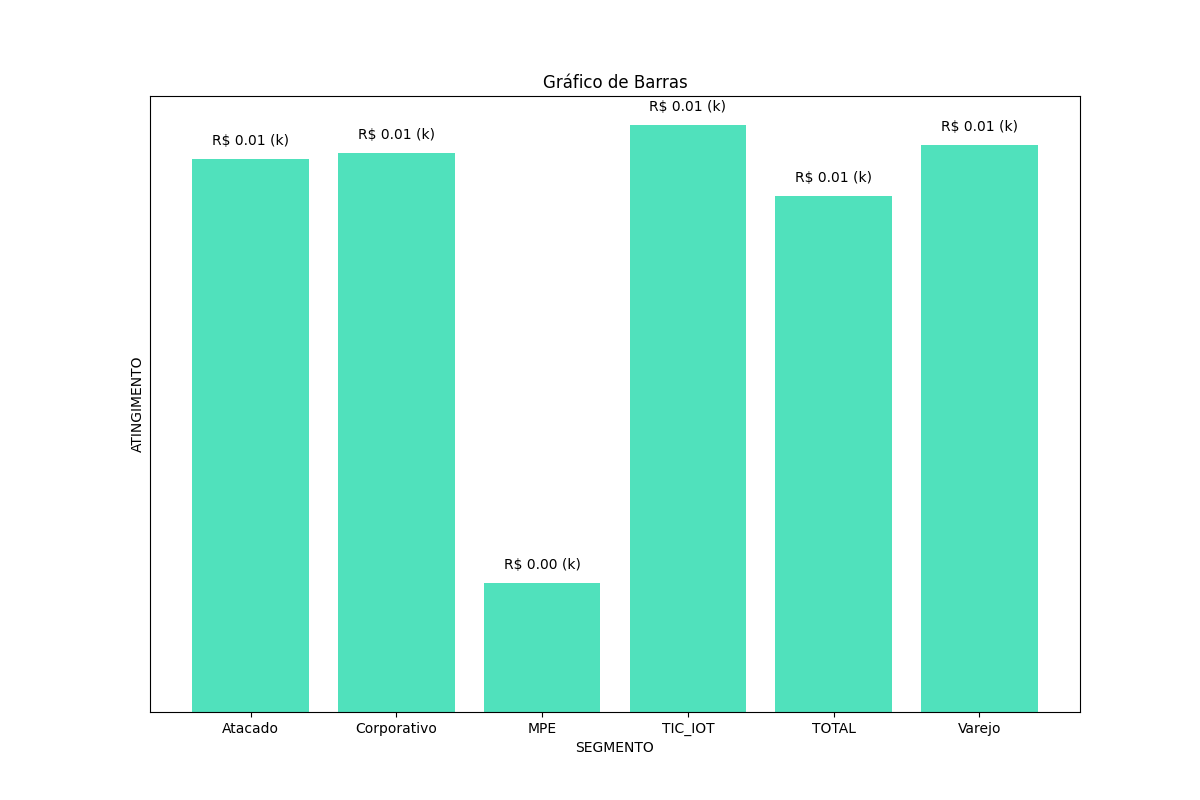 Gráfico de Barras
R$ 0.01 (k)
R$ 0.01 (k)
R$ 0.00 (k)
R$ 0.01 (k)
R$ 0.01 (k)
R$ 0.01 (k)
ATINGIMENTO
Atacado
Corporativo
MPE
TIC_IOT
TOTAL
Varejo
SEGMENTO